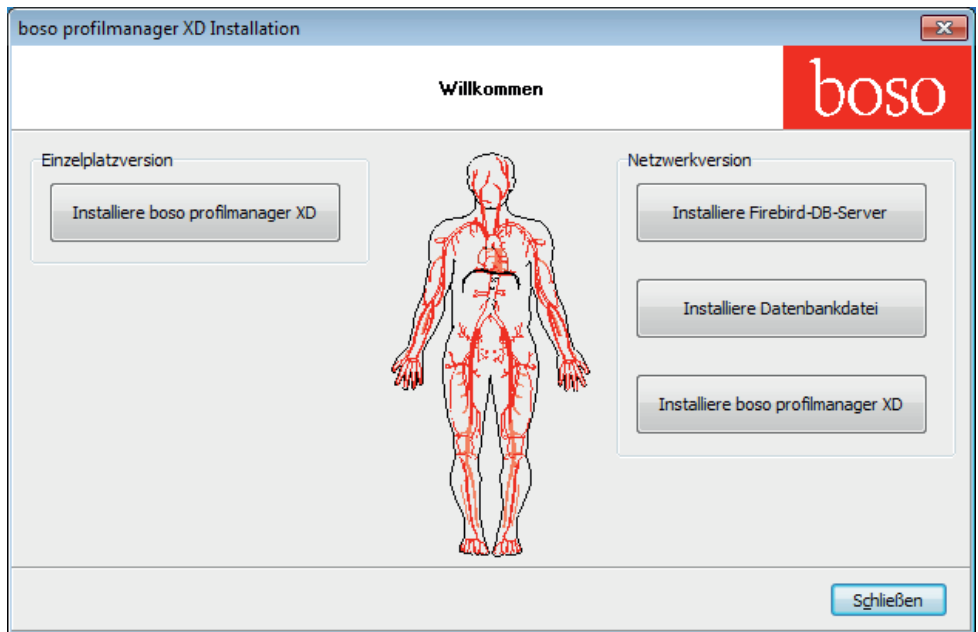 boso profilmanager XD Installation
Willkommen
boso
Einzelplatzversion
Installiere boso profilmanager XD
Netzwerkversion
Installiere Firebird-DB-Server
Installiere Datenbankdatei
Installiere boso profilmanager XD
Schließen